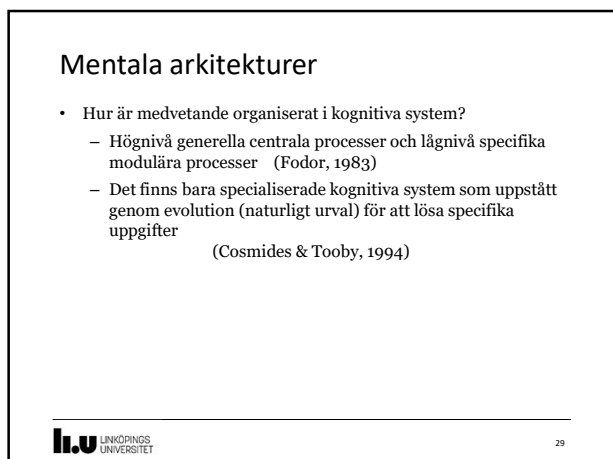 Mentala arkitekturer
• Hur är medvetande organiserat i kognitiva system?
– Högnivå generella centrala processer och lågnivå specifika
modulära processer (Fodor, 1983)
– Det finns bara specialiserade kognitiva system som uppstått
genom evolution (naturligt urval) för att lösa specifika
uppgifter
(Cosmides & Tooby, 1994)
LINKÖPINGS
UNIVERSITET
29